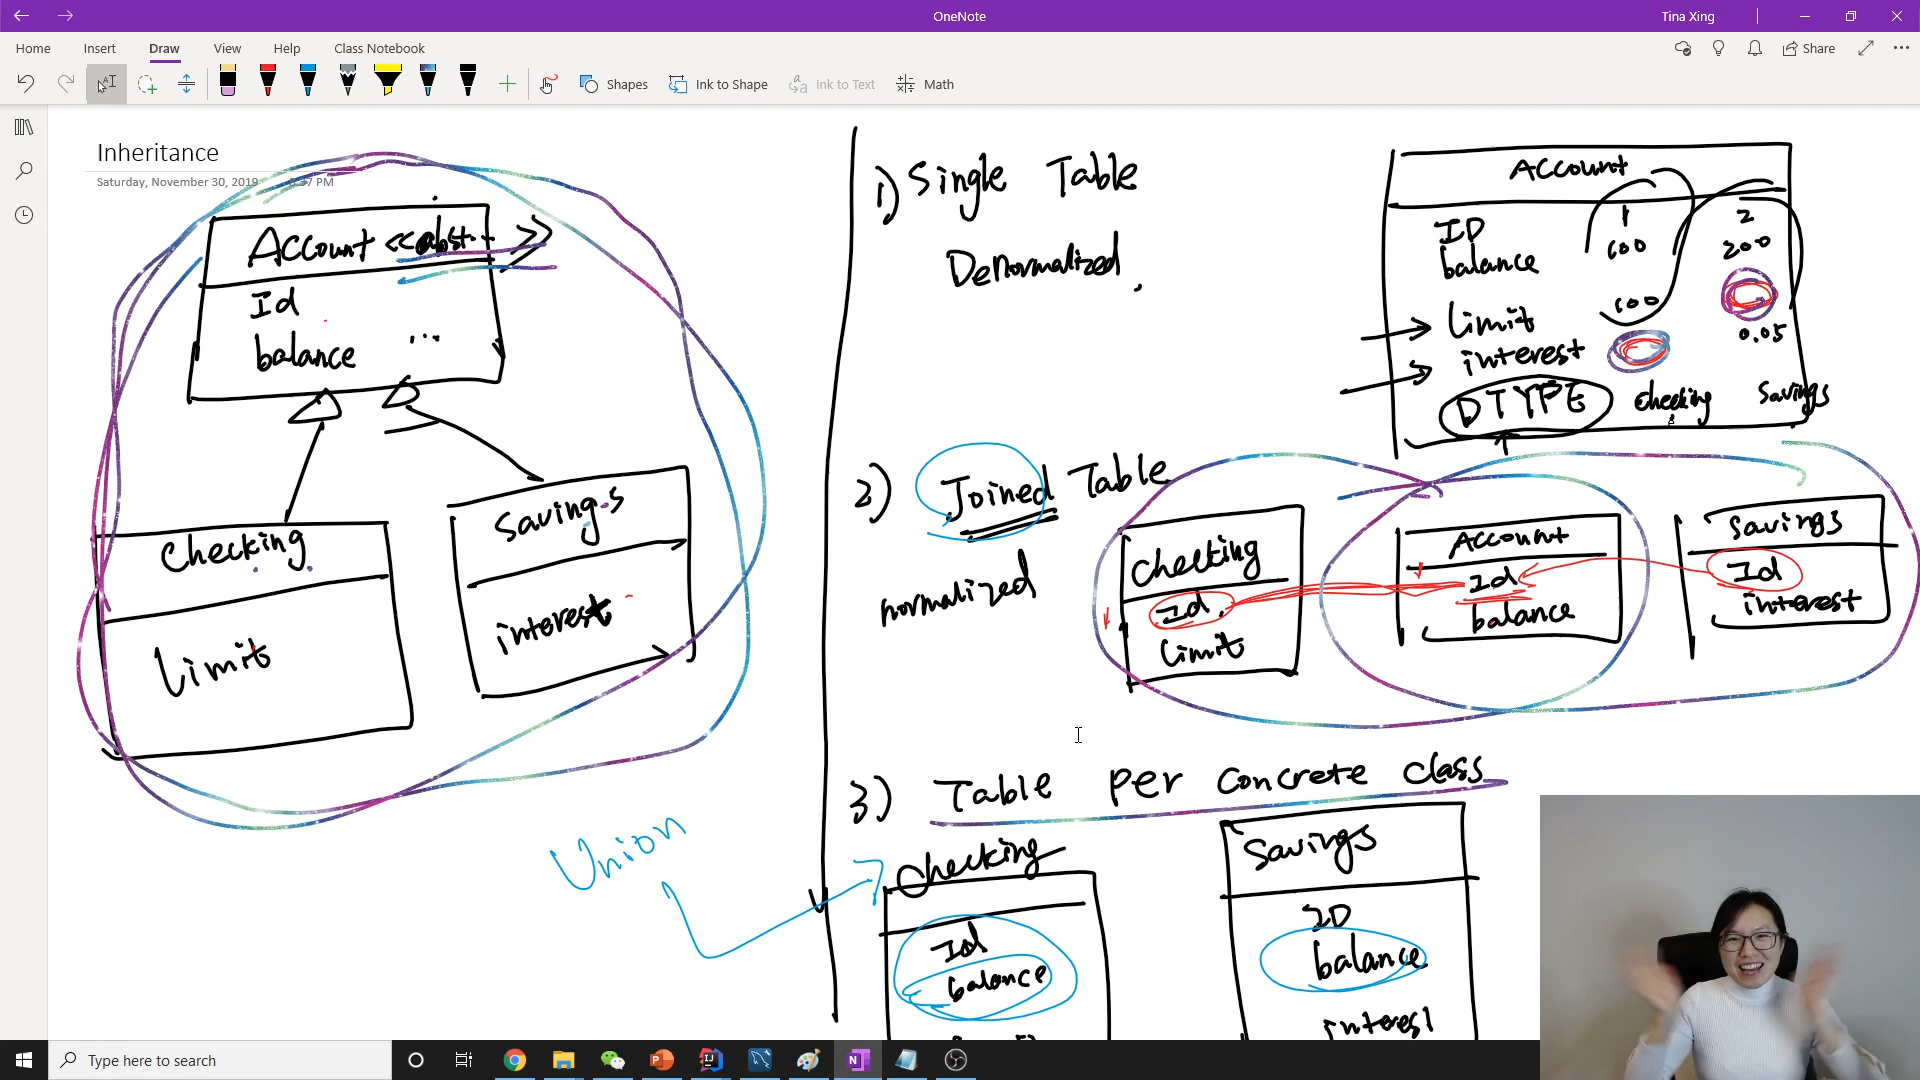 OneNote
Tina Xing
Home Insert Draw View Help Class Notebook
Share
Shapes Ink to Shape Ink to Text Math
Inheritance
Saturday, November 30, 2019
Account <<abst..>>
Id
balance ...
Checking
Limit
Savings
interest
Union
1) Single Table
Denormalized
Account
ID 1 2
balance 600 200
limit 600
interest 0.05
DTYPE checking Savings
2) Joined Table
normalized
checking
Id
limit
Account
Id
balance
Savings
Id
interest
3) Table per concrete class
checking
Id
balance
Savings
ID
balance
interest
Type here to search